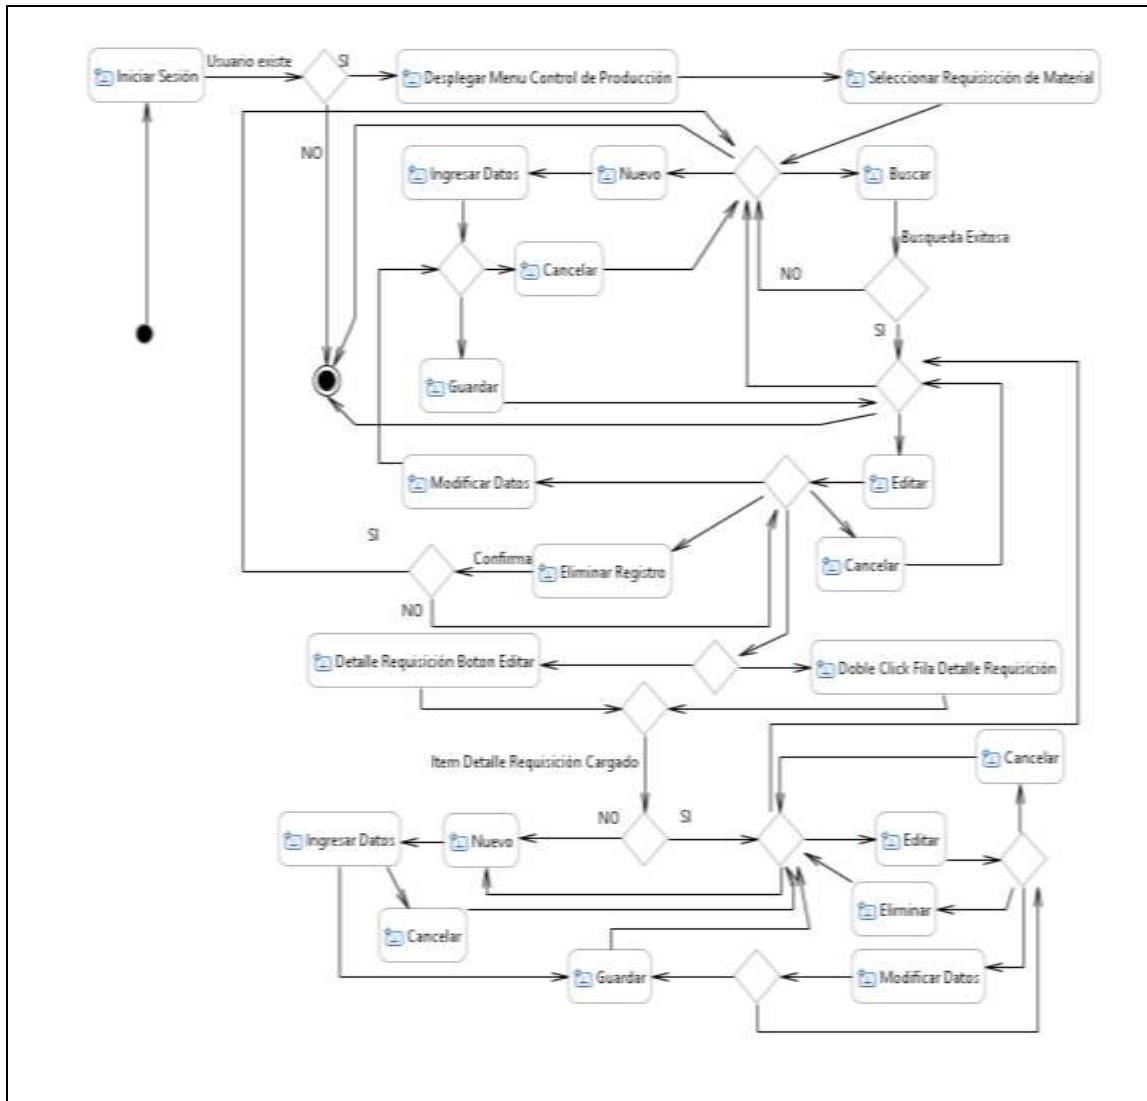 Iniciar Sesión
Usuario existe
SI
Desplegar Menu Control de Producción
Seleccionar Requisisción de Material
NO
Ingresar Datos
Nuevo
Buscar
Busqueda Exitosa
Cancelar
NO
SI
Guardar
Modificar Datos
Editar
SI
Confirma
Eliminar Registro
Cancelar
NO
Detalle Requisición Boton Editar
Doble Click Fila Detalle Requisición
Item Detalle Requisición Cargado
Cancelar
NO
SI
Ingresar Datos
Nuevo
Editar
Eliminar
Cancelar
Guardar
Modificar Datos